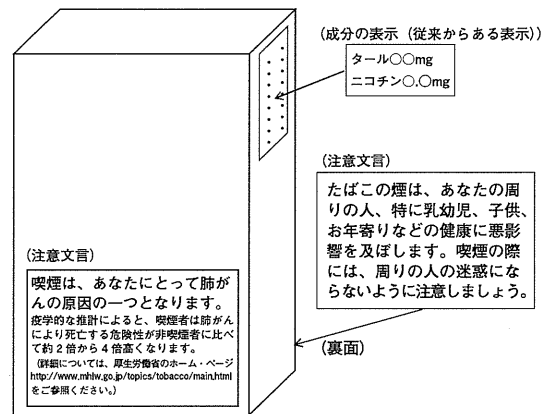 (成分の表示(従来からある表示))
タール○○mg
ニコチン○.○mg
(注意文言)
たばこの煙は、あなたの周
りの人、特に乳幼児、子供、
お年寄りなどの健康に悪影
響を及ぼします。喫煙の際
には、周りの人の迷惑にな
らないように注意しましょう。
(裏面)
(注意文言)
喫煙は、あなたにとって肺が
んの原因の一つとなります。
疫学的な推計によると、喫煙者は肺がん
により死亡する危険性が非喫煙者に比べ
て約2倍から4倍高くなります。
(詳細については、厚生労働省のホーム・ページ
http://www.mhlw.go.jp/topics/tobacco/main.html
をご参照ください。)